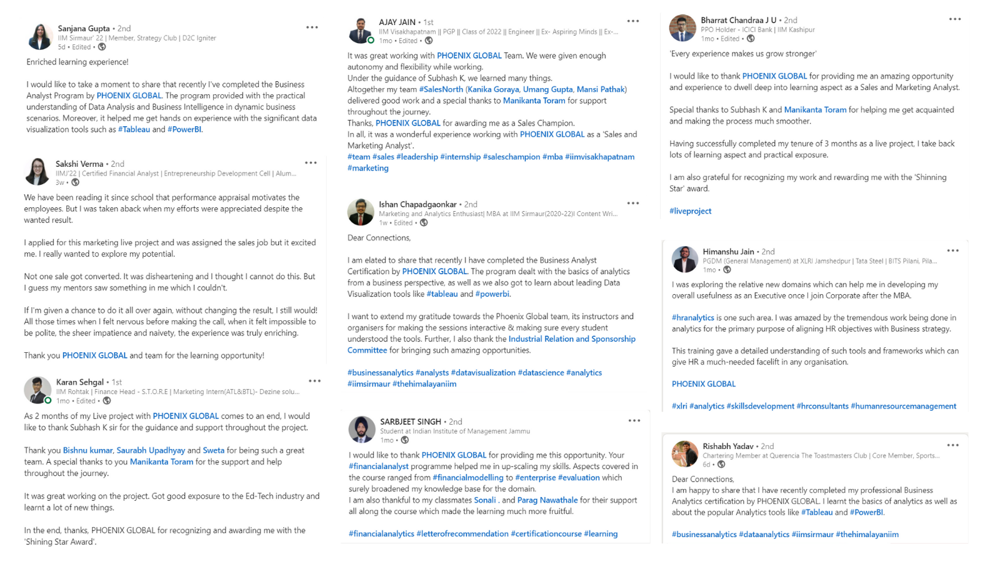 Sanjana Gupta • 2nd
IIM Sirmaur' 22 | Member, Strategy Club | D2C Igniter
5d • Edited •
Enriched learning experience!
I would like to take a moment to share that recently I've completed the Business
Analyst Program by PHOENIX GLOBAL. The program provided with the practical
understanding of Data Analysis and Business Intelligence in dynamic business
scenarios. Moreover, it helped me get hands on experience with the significant data
visualization tools such as #Tableau and #PowerBI.
Sakshi Verma • 2nd
IIMJ'22 | Certified Financial Analyst | Entrepreneurship Development Cell | Alum...
3w •
We have been reading it since school that performance appraisal motivates the
employees. But I was taken aback when my efforts were appreciated despite the
wanted result.
I applied for this marketing live project and was assigned the sales job but it excited
me. I really wanted to explore my potential.
Not one sale got converted. It was disheartening and I thought I cannot do this. But
I guess my mentors saw something in me which I couldn't.
If I'm given a chance to do it all over again, without changing the result, I still would!
All those times when I felt nervous before making the call, when it felt impossible to
be polite, the sheer impatience and naivety, the experience was truly enriching.
Thank you PHOENIX GLOBAL and team for the learning opportunity!
Karan Sehgal • 1st
IIM Rohtak | Finance Head - S.T.O.R.E | Marketing Intern(ATL&BTL)- Dezine solu...
1mo • Edited •
As 2 months of my Live project with PHOENIX GLOBAL comes to an end, I would
like to thank Subhash K sir for the guidance and support throughout the project.
Thank you Bishnu kumar, Saurabh Upadhyay and Sweta for being such a great
team. A special thanks to you Manikanta Toram for the support and help
throughout the journey.
It was great working on the project. Got good exposure to the Ed-Tech industry and
learnt a lot of new things.
In the end, thanks, PHOENIX GLOBAL for recognizing and awarding me with the
'Shining Star Award'.
AJAY JAIN • 1st
IIM Visakhapatnam || PGP || Class of 2022 || Engineer || Ex- Aspiring Minds || Ex-...
1mo • Edited •
It was great working with PHOENIX GLOBAL Team. We were given enough
autonomy and flexibility while working.
Under the guidance of Subhash K, we learned many things.
Altogether my team #SalesNorth (Kanika Goraya, Umang Gupta, Mansi Pathak)
delivered good work and a special thanks to Manikanta Toram for support
throughout the journey.
Thanks, PHOENIX GLOBAL for awarding me as a Sales Champion.
In all, it was a wonderful experience working with PHOENIX GLOBAL as a 'Sales and
Marketing Analyst'.
#team #sales #leadership #internship #saleschampion #mba #iimvisakhapatnam
#marketing
Ishan Chapadgaonkar • 2nd
Marketing and Analytics Enthusiast| MBA at IIM Sirmaur(2020-22)I Content Wri...
1w • Edited •
Dear Connections,
I am elated to share that recently I have completed the Business Analyst
Certification by PHOENIX GLOBAL. The program dealt with the basics of analytics
from a business perspective, as well as we also got to learn about leading Data
Visualization tools like #tableau and #powerbi.
I want to extend my gratitude towards the Phoenix Global team, its instructors and
organisers for making the sessions interactive & making sure every student
understood the tools. Further, I also thank the Industrial Relation and Sponsorship
Committee for bringing such amazing opportunities.
#businessanalytics #analysts #datavisualization #datascience #analytics
#iimsirmaur #thehimalayaniim
SARBJEET SINGH • 2nd
Student at Indian Institute of Management Jammu
1mo •
I would like to thank PHOENIX GLOBAL for providing me this opportunity. Your
#financialanalyst programme helped me in up-scaling my skills. Aspects covered in
the course ranged from #financialmodelling to #enterprise #evaluation which
surely broadened my knowledge base for the domain.
I am also thankful to my classmates Sonali . and Parag Nawathale for their support
all along the course which made the learning much more fruitful.
#financialanalytics #letterofrecommendation #certificationcourse #learning
Bharrat Chandraa J U • 2nd
PPO Holder - ICICI Bank | IIM Kashipur
1mo • Edited •
'Every experience makes us grow stronger'
I would like to thank PHOENIX GLOBAL for providing me an amazing opportunity
and experience to dwell deep into learning aspect as a Sales and Marketing Analyst.
Special thanks to Subhash K and Manikanta Toram for helping me get acquainted
and making the process much smoother.
Having successfully completed my tenure of 3 months as a live project, I take back
lots of learning aspect and practical exposure.
I am also grateful for recognizing my work and rewarding me with the 'Shinning
Star' award.
#liveproject
Himanshu Jain • 2nd
PGDM (General Management) at XLRI Jamshedpur | Tata Steel | BITS Pilani, Pila...
1mo •
I was exploring the relative new domains which can help me in developing my
overall usefulness as an Executive once I join Corporate after the MBA.
#hranalytics is one such area. I was amazed by the tremendous work being done in
analytics for the primary purpose of aligning HR objectives with Business strategy.
This training gave a detailed understanding of such tools and frameworks which can
give HR a much-needed facelift in any organisation.
PHOENIX GLOBAL
#xlri #analytics #skillsdevelopment #hrconsultants #humanresourcemanagement
Rishabh Yadav • 2nd
Chartering Member at Querencia The Toastmasters Club | Core Member, Sports...
6d •
Dear Connections,
I am happy to share that I have recently completed my professional Business
Analytics certification by PHOENIX GLOBAL. I learnt the basics of analytics as well as
about the popular Analytics tools like #Tableau and #PowerBI.
#businessanalytics #dataanalytics #iimsirmaur #thehimalayaniim